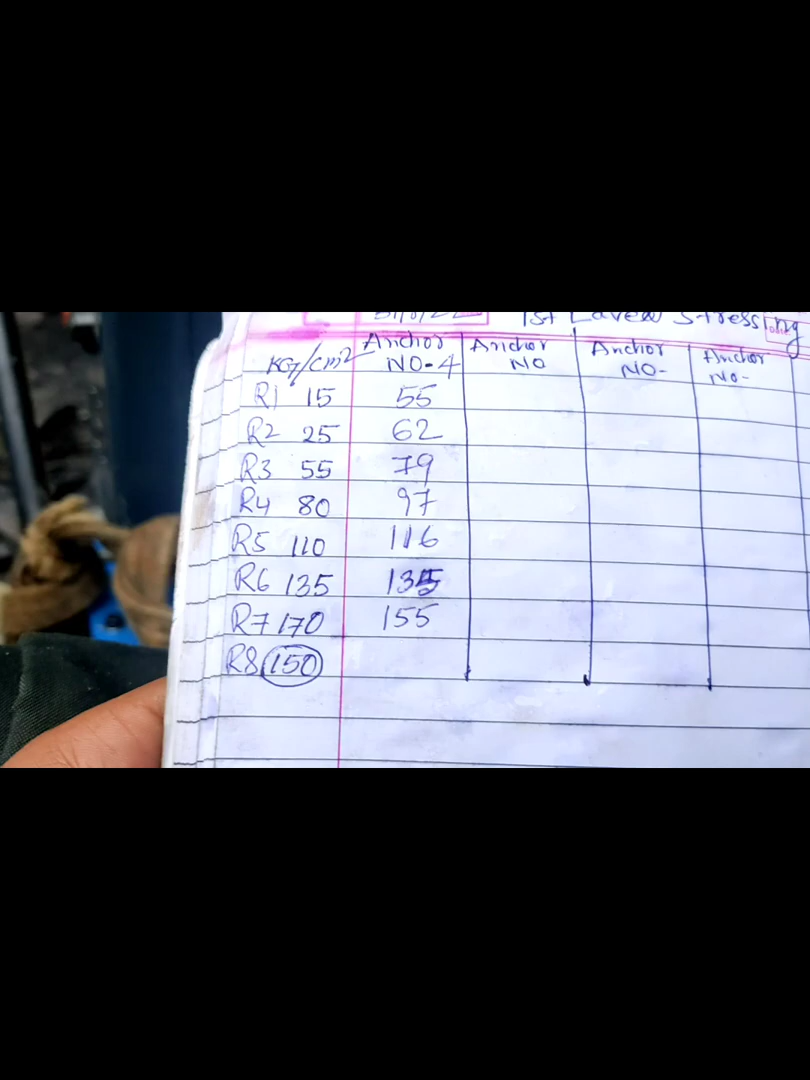 1st Laver Stressing
KG/cm² Anchor NO-4 Anchor NO Anchor NO- Anchor No-
R1 15 55
R2 25 62
R3 55 79
R4 80 97
R5 110 116
R6 135 135
R7 170 155
R8 150